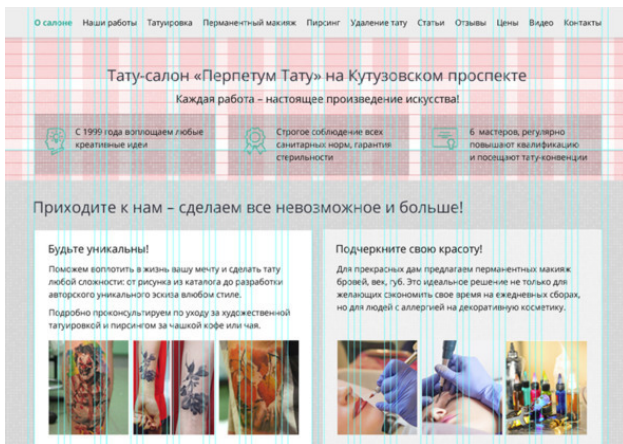 О салоне Наши работы Татуировка Перманентный макияж Пирсинг Удаление тату Статьи Отзывы Цены Видео Контакты
Тату-салон «Перпетум Тату» на Кутузовском проспекте
Каждая работа – настоящее произведение искусства!
С 1999 года воплощаем любые
креативные идеи
Строгое соблюдение всех
санитарных норм, гарантия
стерильности
6 мастеров, регулярно
повышают квалификацию
и посещают тату-конвенции
Приходите к нам – сделаем все невозможное и больше!
Будьте уникальны!
Поможем воплотить в жизнь вашу мечту и сделать тату
любой сложности: от рисунка из каталога до разработки
авторского уникального эскиза влюбом стиле.
Подробно проконсультируем по уходу за художественной
татуировкой и пирсингом за чашкой кофе или чая.
Подчеркните свою красоту!
Для прекрасных дам предлагаем перманентных макияж
бровей, век, губ. Это идеальное решение не только для
желающих сэкономить свое время на ежедневных сборах,
но для людей с аллергией на декоративную косметику.